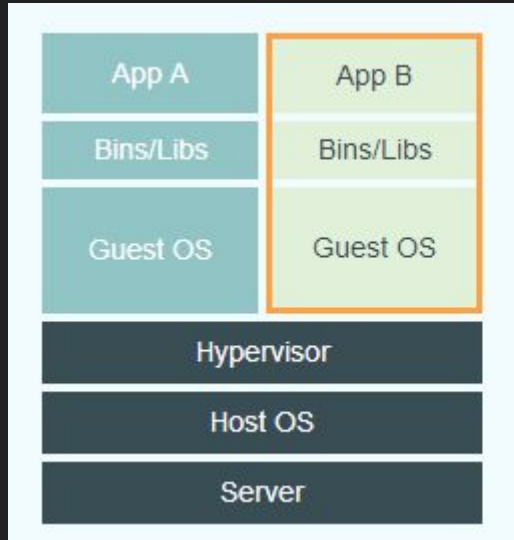 App A
App B
Bins/Libs
Bins/Libs
Guest OS
Guest OS
Hypervisor
Host OS
Server